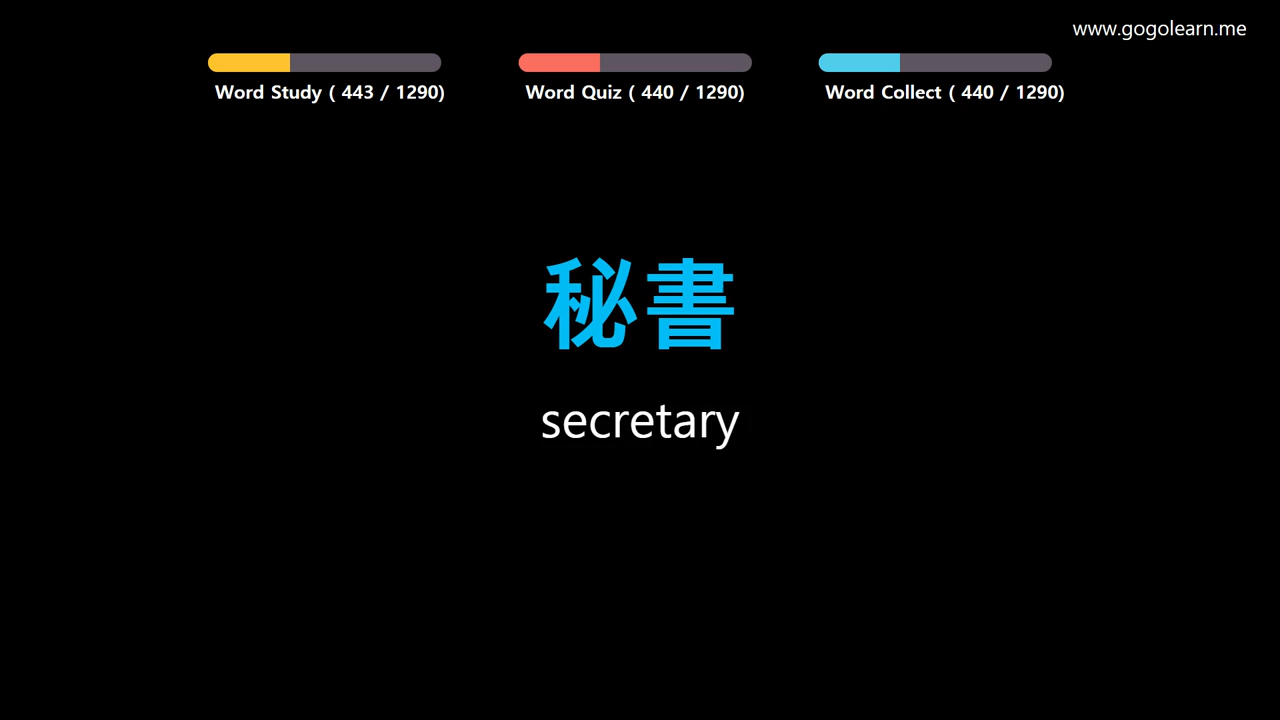 www.gogolearn.me
Word Study ( 443 / 1290)
Word Quiz ( 440 / 1290)
Word Collect ( 440 / 1290)
秘書
secretary